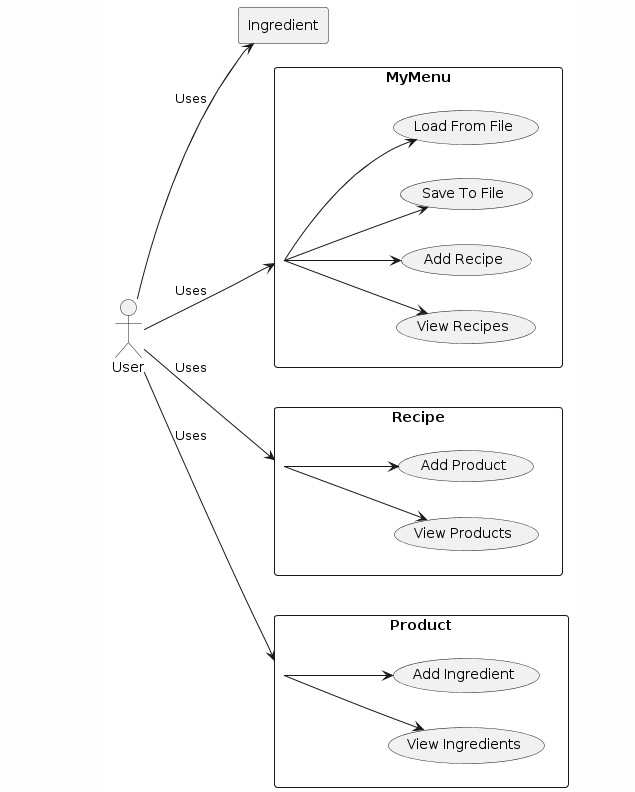 Ingredient
MyMenu
Uses
Load From File
Save To File
Add Recipe
Uses
View Recipes
User
Uses
Recipe
Uses
Add Product
View Products
Product
Add Ingredient
View Ingredients